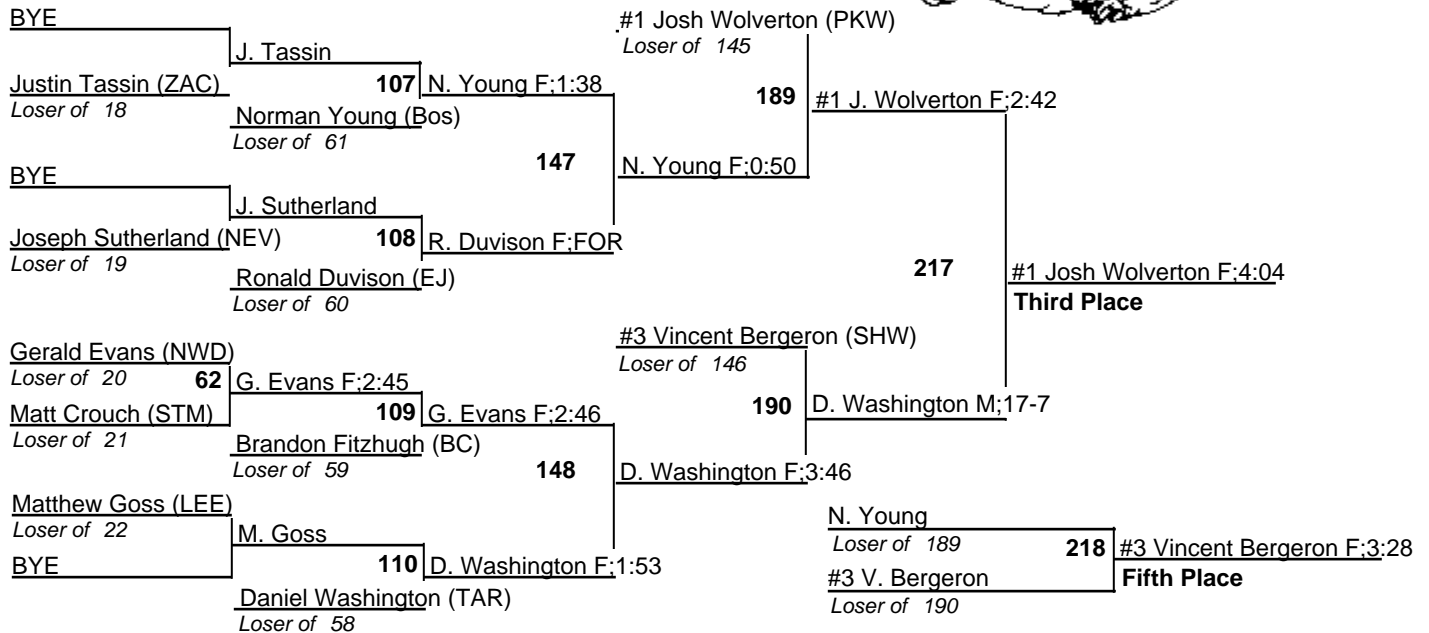 BYE
J. Tassin
Justin Tassin (ZAC)
Loser of 18
107
N. Young F;1:38
Norman Young (Bos)
Loser of 61
BYE
J. Sutherland
Joseph Sutherland (NEV)
Loser of 19
108
R. Duvison F;FOR
Ronald Duvison (EJ)
Loser of 60
147
N. Young F;0:50
#1 Josh Wolverton (PKW)
Loser of 145
189
#1 J. Wolverton F;2:42
Gerald Evans (NWD)
Loser of 20
62
G. Evans F;2:45
Matt Crouch (STM)
Loser of 21
109
G. Evans F;2:46
Brandon Fitzhugh (BC)
Loser of 59
Matthew Goss (LEE)
Loser of 22
M. Goss
BYE
110
D. Washington F;1:53
Daniel Washington (TAR)
Loser of 58
148
D. Washington F;3:46
#3 Vincent Bergeron (SHW)
Loser of 146
190
D. Washington M;17-7
217
#1 Josh Wolverton F;4:04
Third Place
N. Young
Loser of 189
218
#3 Vincent Bergeron F;3:28
#3 V. Bergeron
Fifth Place
Loser of 190